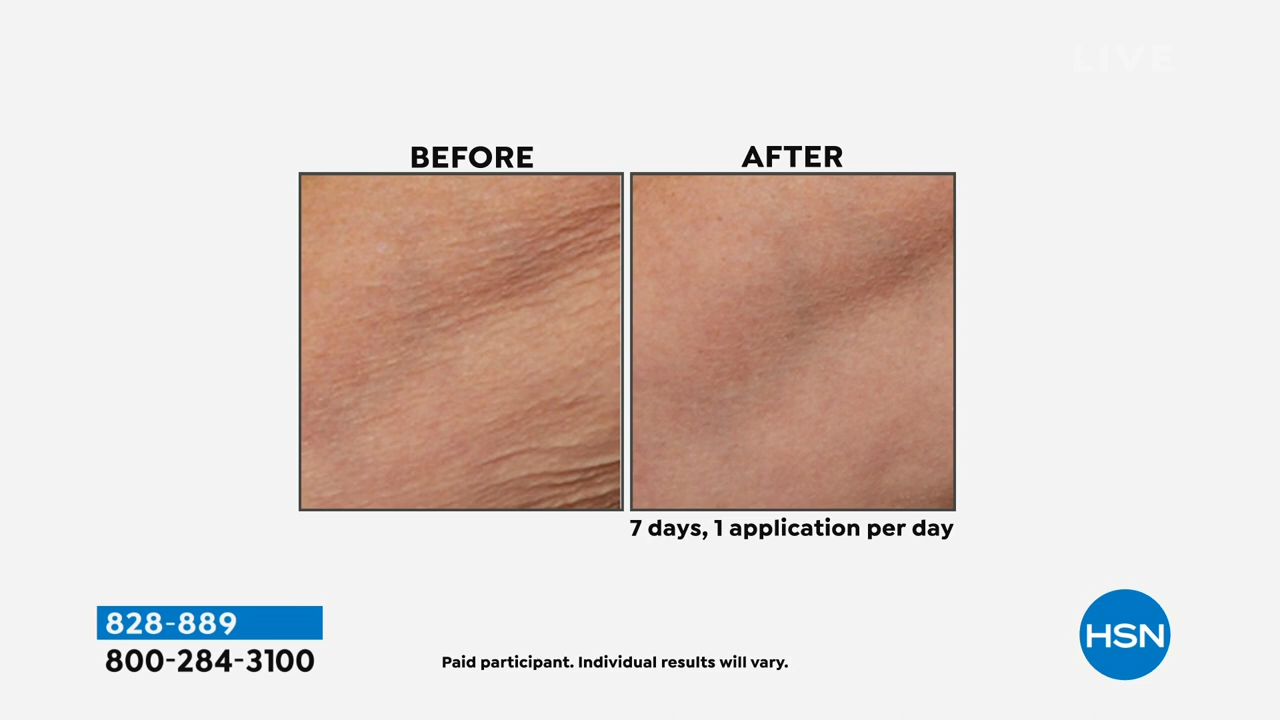 LIVE
BEFORE
AFTER
7 days, 1 application per day
828-889
800-284-3100
Paid participant. Individual results will vary.
HSN